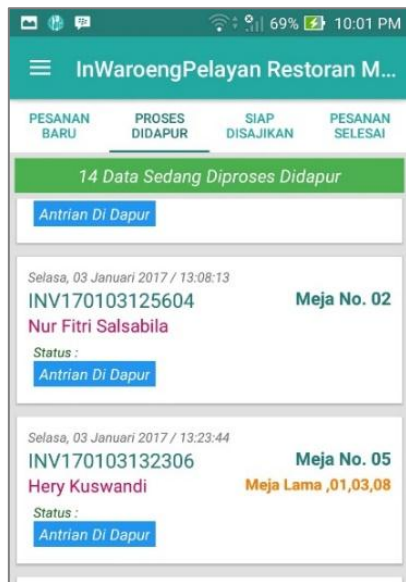 69% 10:01 PM
InWaroengPelayan Restoran M...
PESANAN BARU
PROSES DIDAPUR
SIAP DISAJIKAN
PESANAN SELESAI
14 Data Sedang Diproses Didapur
Antrian Di Dapur
Selasa, 03 Januari 2017 / 13:08:13
INV170103125604 Meja No. 02
Nur Fitri Salsabila
Status :
Antrian Di Dapur
Selasa, 03 Januari 2017 / 13:23:44
INV170103132306 Meja No. 05
Hery Kuswandi Meja Lama ,01,03,08
Status :
Antrian Di Dapur